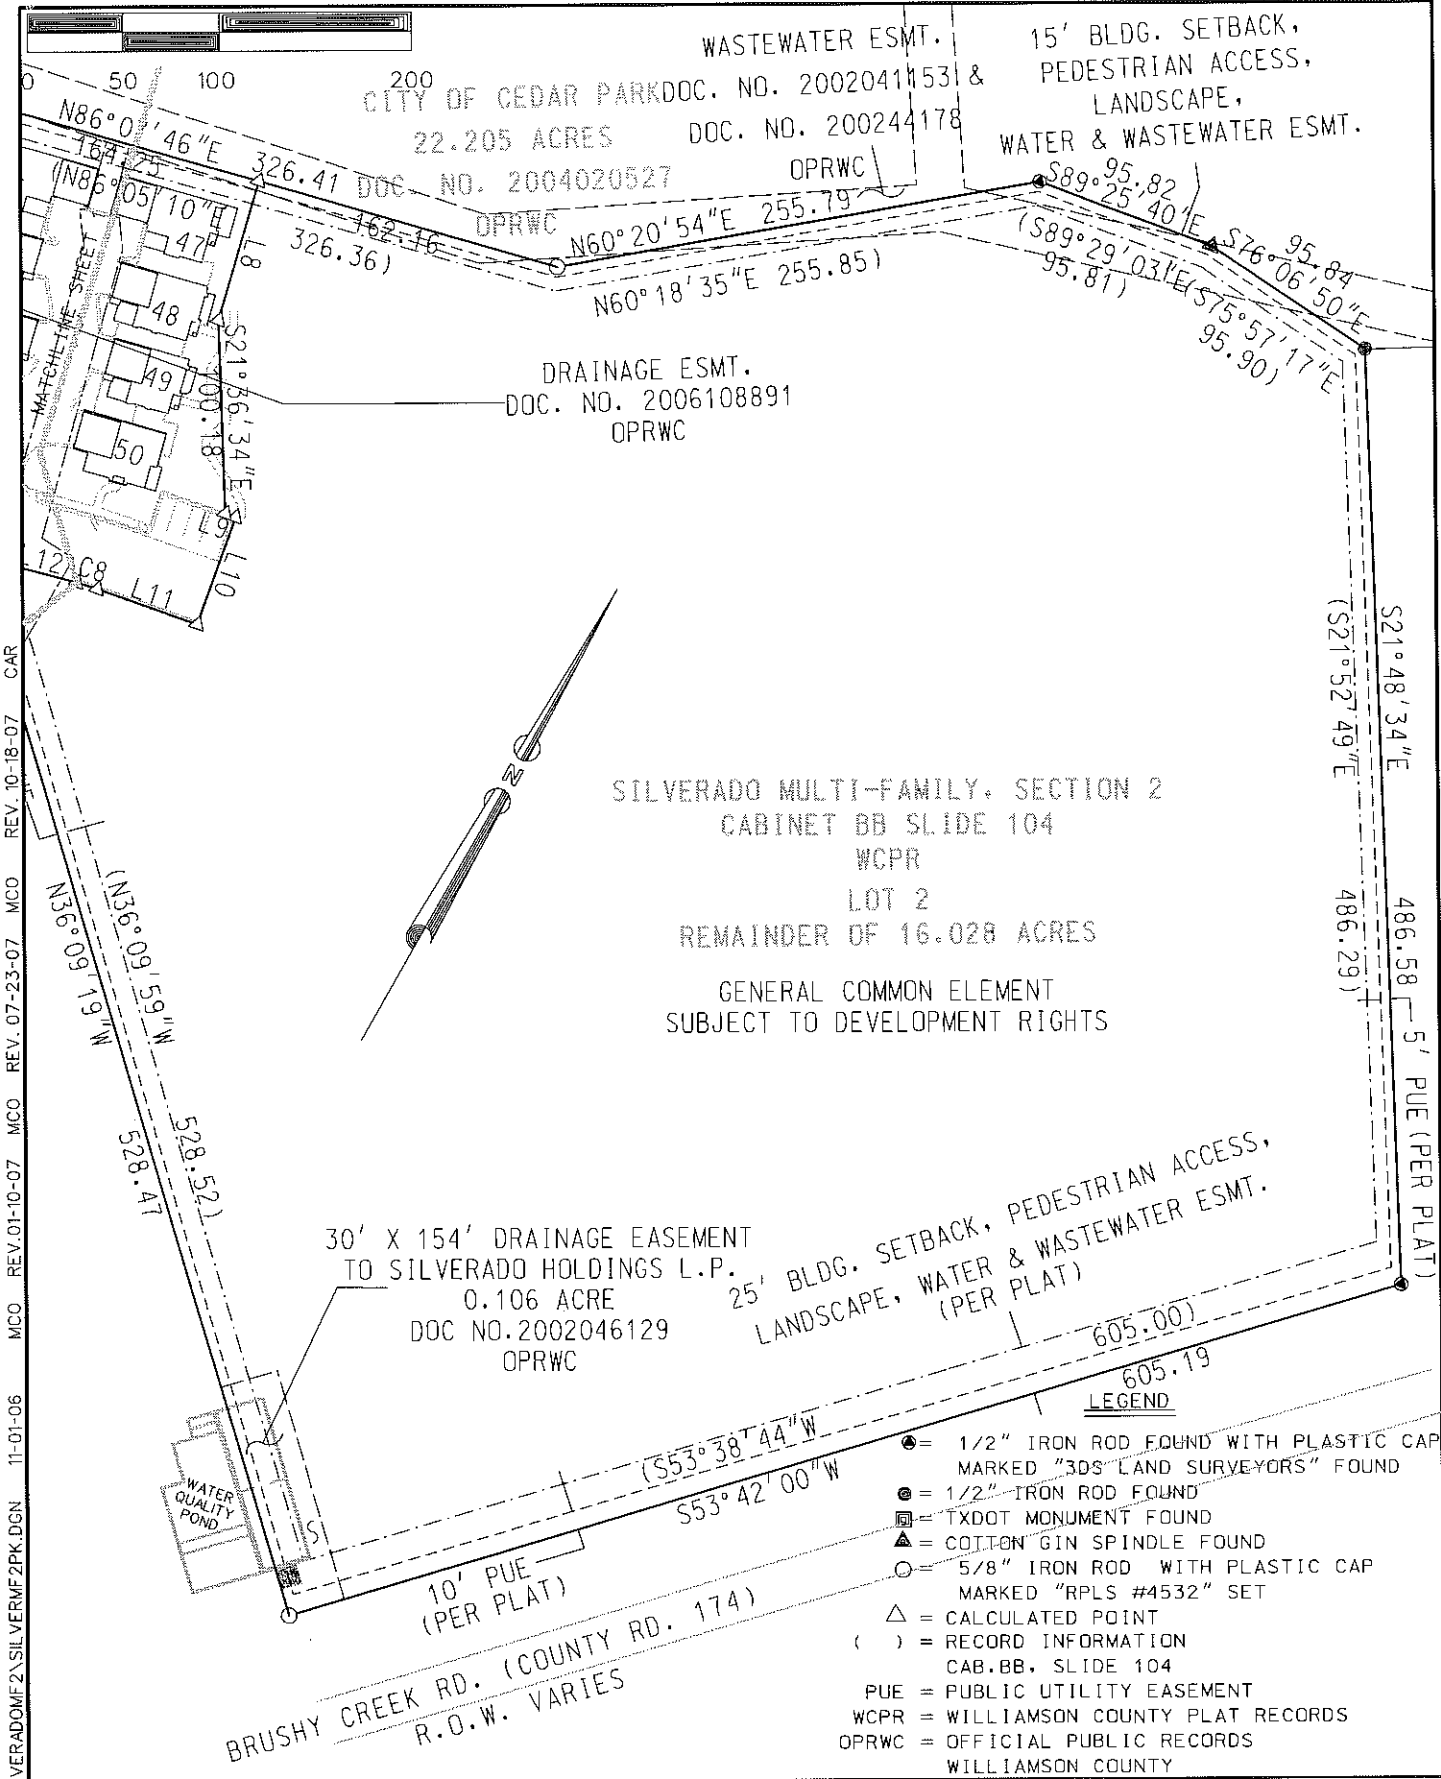 0 50 100 200
WASTEWATER ESMT.
DOC. NO. 2002041153 &
DOC. NO. 200244178
OPRWC
15' BLDG. SETBACK,
PEDESTRIAN ACCESS,
LANDSCAPE,
WATER & WASTEWATER ESMT.
CITY OF CEDAR PARK
22.205 ACRES
DOC. NO. 2004020527
OPRWC
46"E 326.41
164.25
(N86°05'10"E
326.36)
162.16
N60°20'54"E 255.79
N60°18'35"E 255.85)
95.82
S89°25'40"E
(S89°29'03"E
95.81)
95.84
S76°06'50"E
(S75°57'17"E
95.90)
47
L8
48
49
50
MATCHLINE SHEET
S21°36'34"E
100.18
L9
L10
L11
C8
L12
DRAINAGE ESMT.
DOC. NO. 2006108891
OPRWC
N
(S21°52'49"E
486.29)
S21°48'34"E
486.58
5' PUE (PER PLAT)
SILVERADO MULTI-FAMILY, SECTION 2
CABINET BB SLIDE 104
WCPR
LOT 2
REMAINDER OF 16.028 ACRES
GENERAL COMMON ELEMENT
SUBJECT TO DEVELOPMENT RIGHTS
(N36°09'59"W
528.52)
N36°09'19"W
528.47
30' X 154' DRAINAGE EASEMENT
TO SILVERADO HOLDINGS L.P.
0.106 ACRE
DOC NO.2002046129
OPRWC
25' BLDG. SETBACK, PEDESTRIAN ACCESS,
LANDSCAPE, WATER & WASTEWATER ESMT.
(PER PLAT)
605.00)
605.19
(S53°38'44"W
S53°42'00"W
WATER
QUALITY
POND
10' PUE
(PER PLAT)
BRUSHY CREEK RD. (COUNTY RD. 174)
R.O.W. VARIES
LEGEND
= 1/2" IRON ROD FOUND WITH PLASTIC CAP
MARKED "3DS LAND SURVEYORS" FOUND
= 1/2" IRON ROD FOUND
= TXDOT MONUMENT FOUND
= COTTON GIN SPINDLE FOUND
= 5/8" IRON ROD WITH PLASTIC CAP
MARKED "RPLS #4532" SET
= CALCULATED POINT
( ) = RECORD INFORMATION
CAB.BB, SLIDE 104
PUE = PUBLIC UTILITY EASEMENT
WCPR = WILLIAMSON COUNTY PLAT RECORDS
OPRWC = OFFICIAL PUBLIC RECORDS
WILLIAMSON COUNTY
VERADOMF2\SILVERMF2PK.DGN 11-01-06 MCO REV.01-10-07 MCO REV. 07-23-07 MCO REV. 10-18-07 CAR